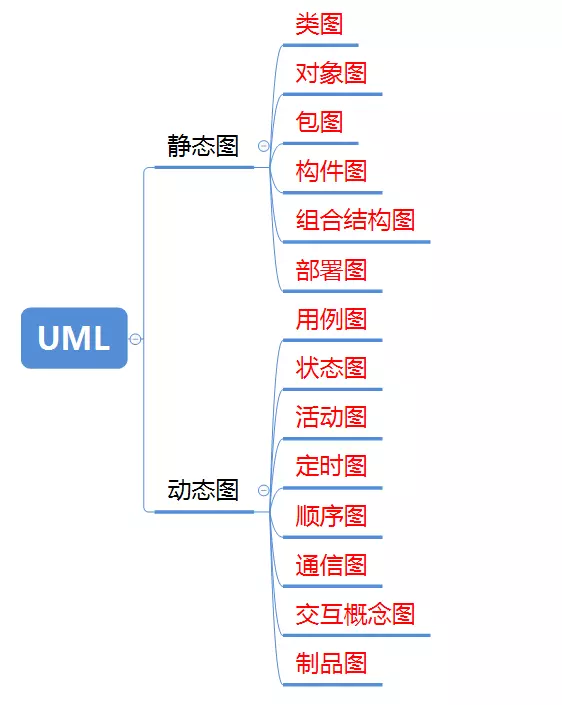 UML
静态图
类图
对象图
包图
构件图
组合结构图
部署图
动态图
用例图
状态图
活动图
定时图
顺序图
通信图
交互概念图
制品图